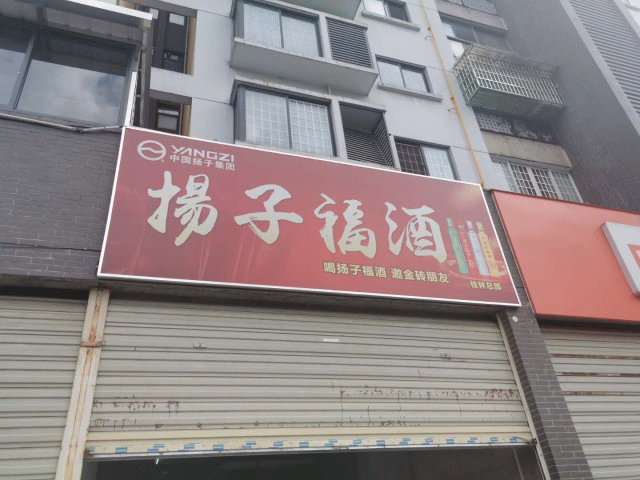 YANGZI
中国扬子集团
揚子福酒
喝扬子福酒 邀金砖朋友
桂林总部